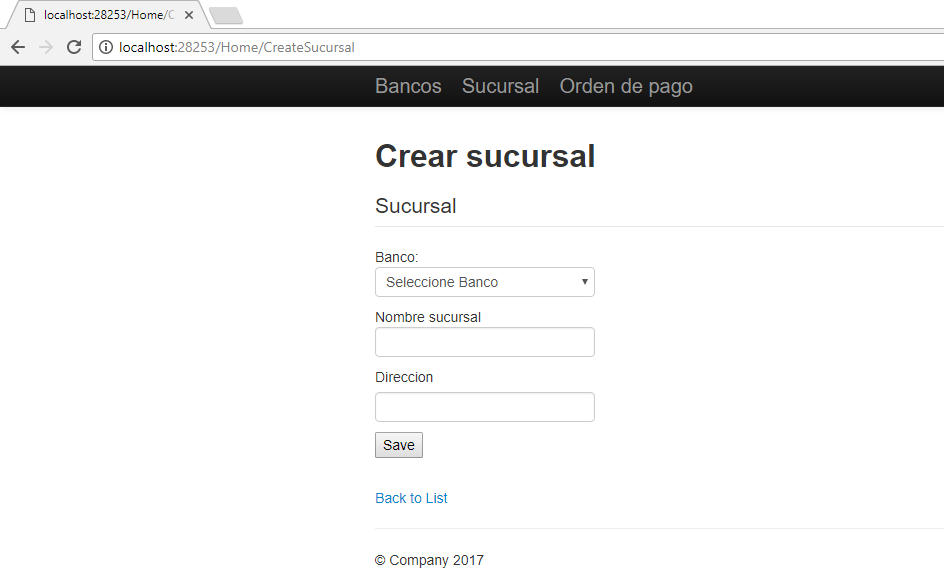 localhost:28253/Home/C
localhost:28253/Home/CreateSucursal
Bancos Sucursal Orden de pago
Crear sucursal
Sucursal
Banco:
Seleccione Banco
Nombre sucursal
Direccion
Save
Back to List
© Company 2017